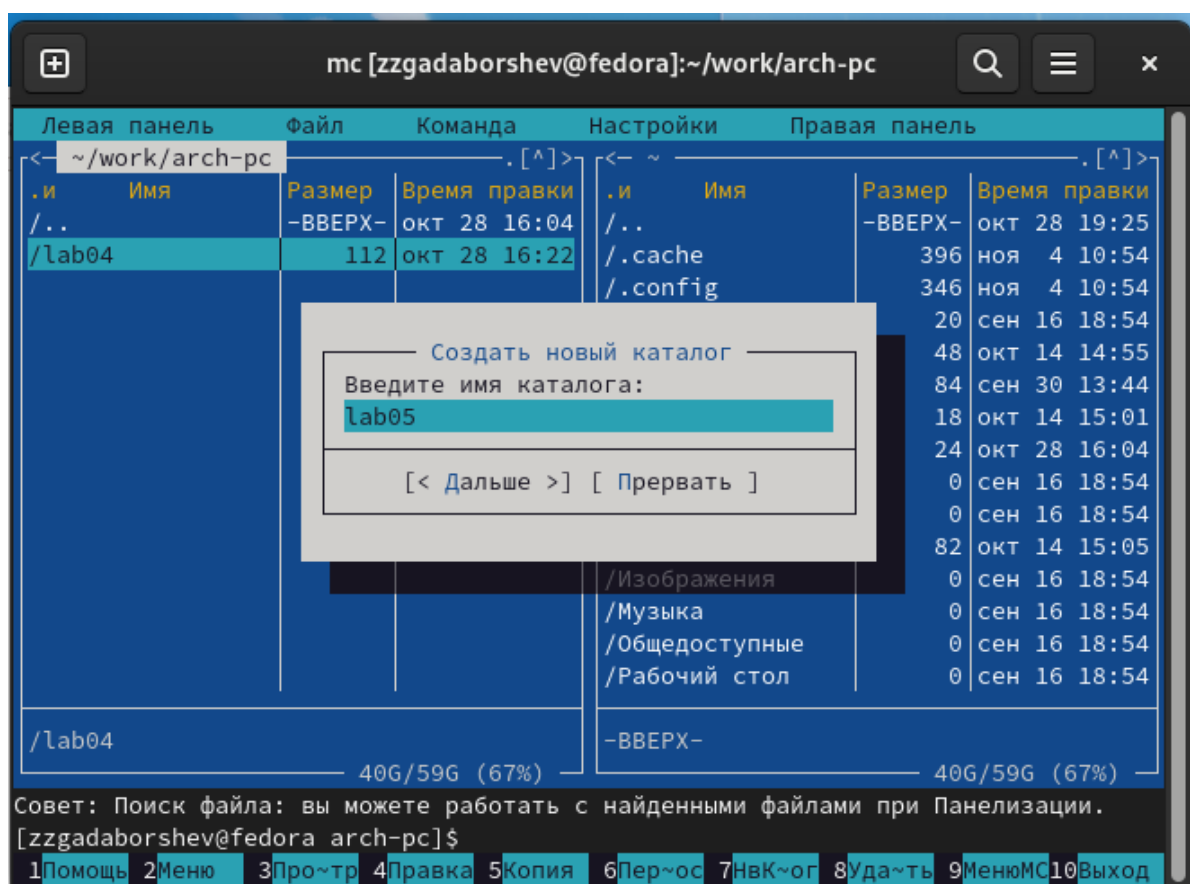 mc [zzgadaborshev@fedora]:~/work/arch-pc
Левая панель Файл Команда Настройки Правая панель
<— ~/work/arch-pc .[^]> <— ~ .[^]>
.и Имя Размер Время правки .и Имя Размер Время правки
/.. -ВВЕРХ- окт 28 16:04 /.. -ВВЕРХ- окт 28 19:25
/lab04 112 окт 28 16:22 /.cache 396 ноя 4 10:54
/.config 346 ноя 4 10:54
20 сен 16 18:54
Создать новый каталог 48 окт 14 14:55
Введите имя каталога: 84 сен 30 13:44
lab05 18 окт 14 15:01
24 окт 28 16:04
[< Дальше >] [ Прервать ] 0 сен 16 18:54
0 сен 16 18:54
82 окт 14 15:05
/Изображения 0 сен 16 18:54
/Музыка 0 сен 16 18:54
/Общедоступные 0 сен 16 18:54
/Рабочий стол 0 сен 16 18:54
/lab04 -ВВЕРХ-
40G/59G (67%) 40G/59G (67%)
Совет: Поиск файла: вы можете работать с найденными файлами при Панелизации.
[zzgadaborshev@fedora arch-pc]$
1Помощь 2Меню 3Про~тр 4Правка 5Копия 6Пер~ос 7НвК~ог 8Уда~ть 9МенюMC10Выход